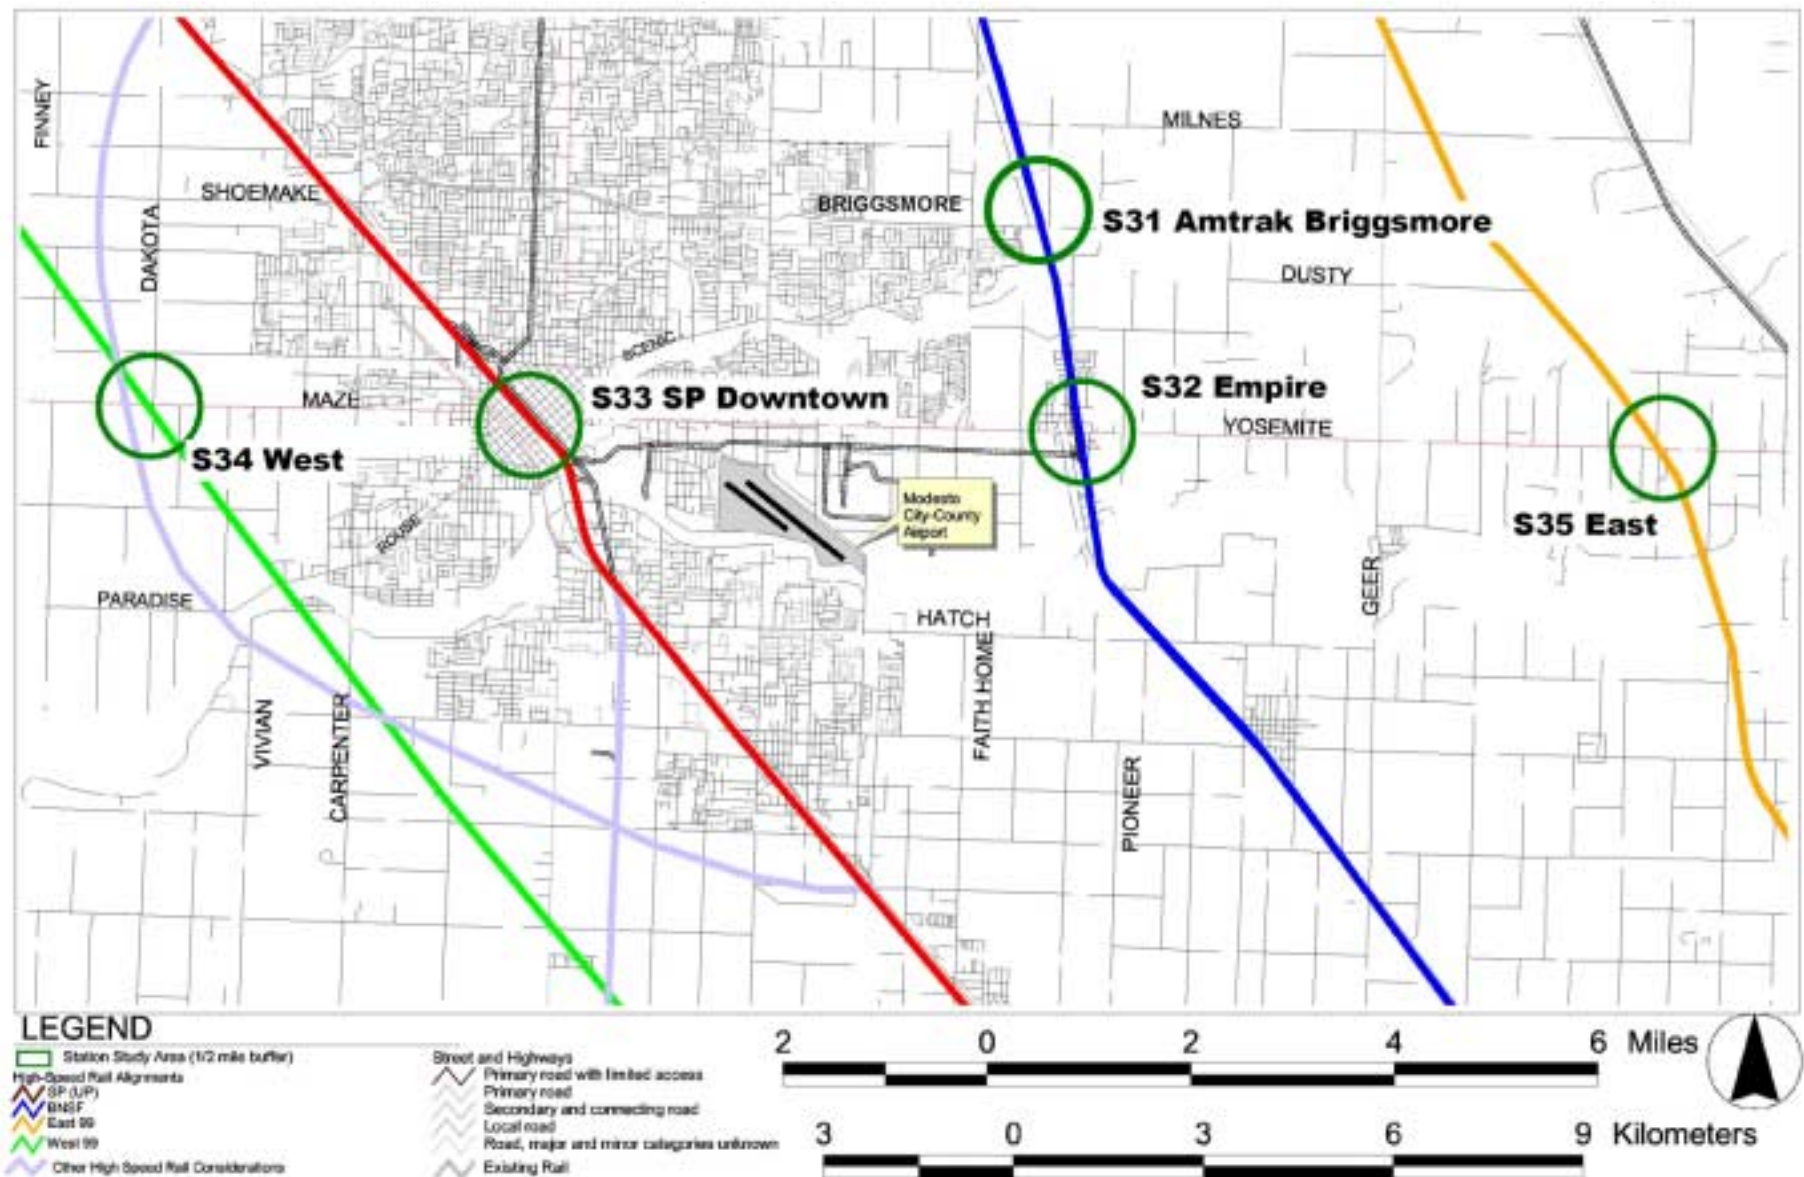 FINNEY
MILNES
SHOEMAKE
BRIGGSMORE
DAKOTA
S31 Amtrak Briggsmore
DUSTY
SCENIC
S33 SP Downtown
S32 Empire
MAZE
YOSEMITE
S34 West
Modesto
City-County
Airport
S35 East
ROUSE
PARADISE
GEER
HATCH
FAITH HOME
VIVIAN
CARPENTER
PIONEER
LEGEND
Station Study Area (1/2 mile buffer)
High-Speed Rail Alignments
SP (UP)
BNSF
East 99
West 99
Other High Speed Rail Considerations
Street and Highways
Primary road with limited access
Primary road
Secondary and connecting road
Local road
Road, major and minor categories unknown
Existing Rail
2 0 2 4 6 Miles
3 0 3 6 9 Kilometers